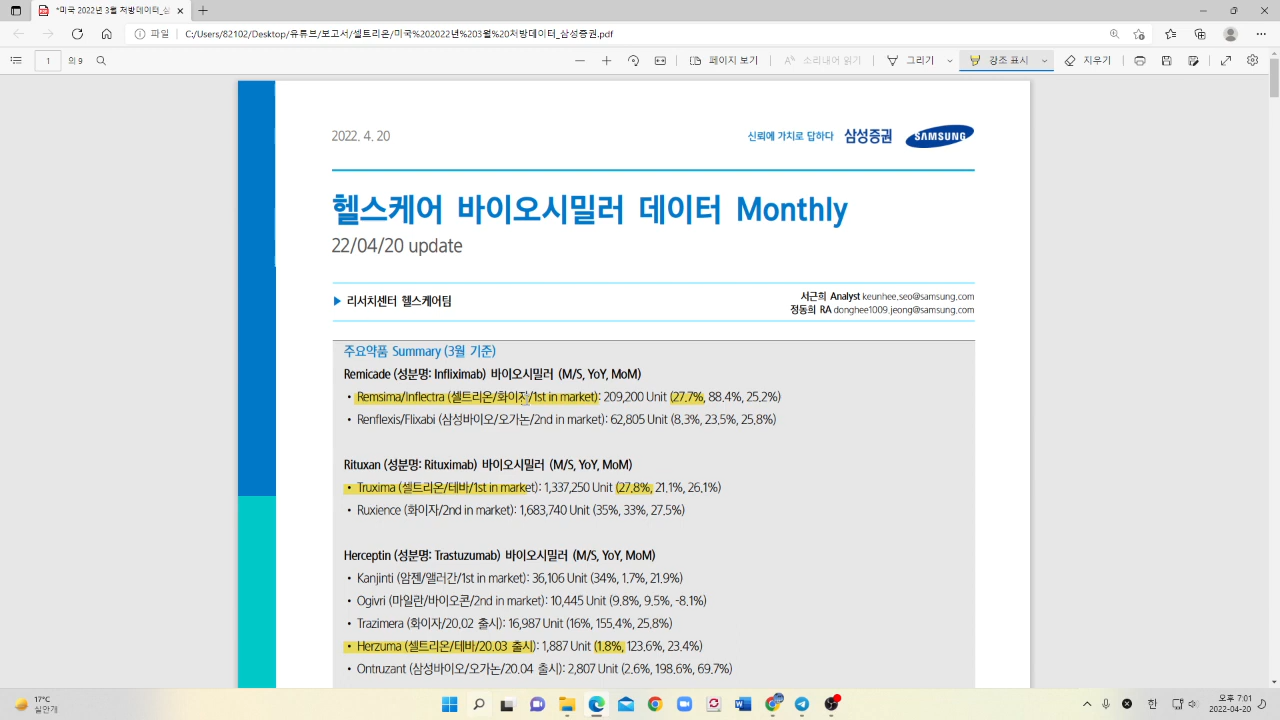 *미국 2022년 3월 처방데이터_삼
파일
C:/Users/82102/Desktop/유튜브/보고서/셀트리온/미국%202022년%203월%20처방데이터_삼성증권.pdf
1 의 9
페이지 보기
소리내어 읽기
그리기
강조 표시
지우기
2022. 4. 20
신뢰에 가치로 답하다 삼성증권 SAMSUNG
헬스케어 바이오시밀러 데이터 Monthly
22/04/20 update
▶ 리서치센터 헬스케어팀
서근희 Analyst keunhee.seo@samsung.com
정동희 RA donghee1009.jeong@samsung.com
주요약품 Summary (3월 기준)
Remicade (성분명: Infliximab) 바이오시밀러 (M/S, YoY, MoM)
• Remsima/Inflectra (셀트리온/화이자/1st in market): 209,200 Unit (27.7%, 88.4%, 25.2%)
• Renflexis/Flixabi (삼성바이오/오가논/2nd in market): 62,805 Unit (8.3%, 23.5%, 25.8%)
Rituxan (성분명: Rituximab) 바이오시밀러 (M/S, YoY, MoM)
• Truxima (셀트리온/테바/1st in market): 1,337,250 Unit (27.8%, 21.1%, 26.1%)
• Ruxience (화이자/2nd in market): 1,683,740 Unit (35%, 33%, 27.5%)
Herceptin (성분명: Trastuzumab) 바이오시밀러 (M/S, YoY, MoM)
• Kanjinti (암젠/앨러간/1st in market): 36,106 Unit (34%, 1.7%, 21.9%)
• Ogivri (마일란/바이오콘/2nd in market): 10,445 Unit (9.8%, 9.5%, -8.1%)
• Trazimera (화이자/20.02 출시): 16,987 Unit (16%, 155.4%, 25.8%)
• Herzuma (셀트리온/테바/20.03 출시): 1,887 Unit (1.8%, 123.6%, 23.4%)
• Ontruzant (삼성바이오/오가논/20.04 출시): 2,807 Unit (2.6%, 198.6%, 69.7%)
17°C
실안개
한
오후 7:01
2022-04-20